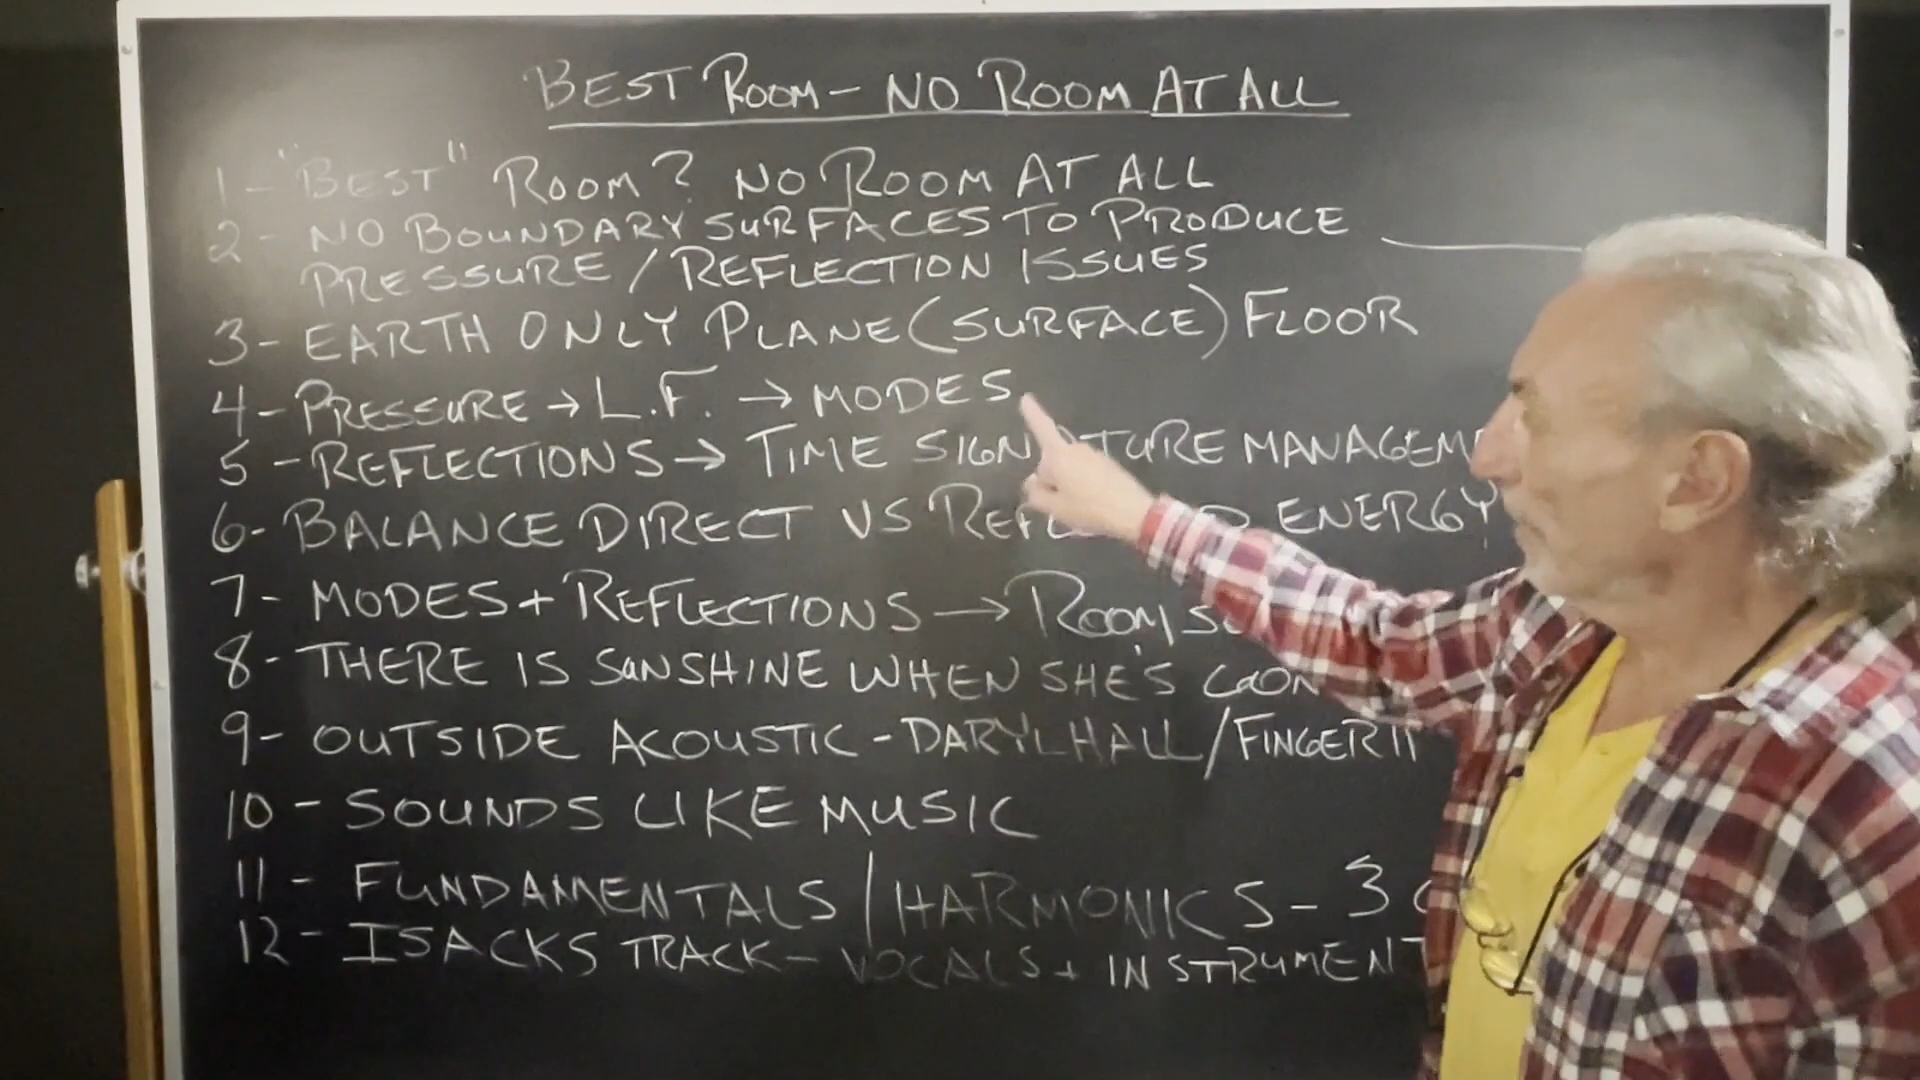 BEST ROOM - NO ROOM AT ALL
1 - "BEST" ROOM? NO ROOM AT ALL
2 - NO BOUNDARY SURFACES TO PRODUCE
PRESSURE / REFLECTION ISSUES
3 - EARTH ONLY PLANE (SURFACE) FLOOR
4 - PRESSURE → L.F. → MODES
5 - REFLECTIONS → TIME MANAGEM
6 - BALANCE DIRECT VS ENERGY
7 - MODES + REFLECTIONS → ROOM
8 - THERE IS SUNSHINE WHEN SHE'S
9 - OUTSIDE ACOUSTIC - DARYL HALL /
10 - SOUNDS LIKE MUSIC
11 - FUNDAMENTALS / HARMONICS - 3
12 - ISACKS TRACK - VOCALS + INSTRUMENT